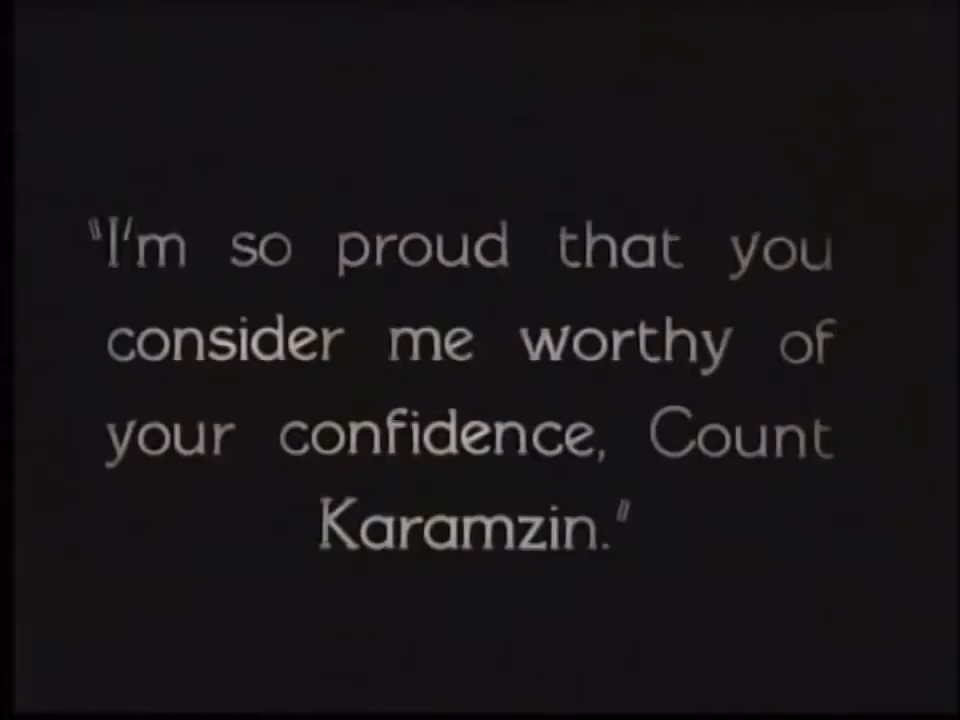 "I'm so proud that you
consider me worthy of
your confidence, Count
Karamzin."